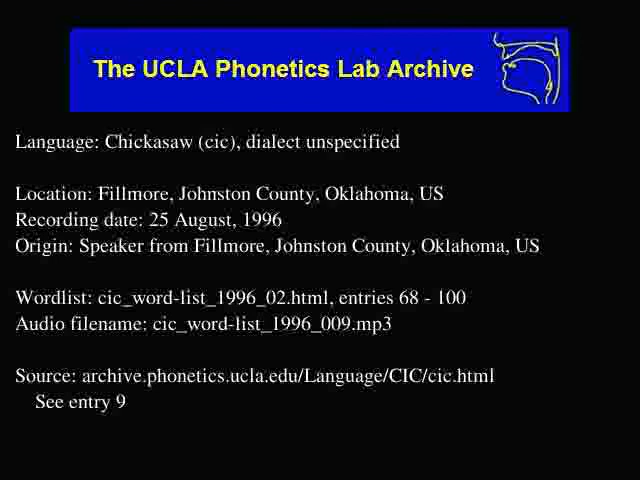 The UCLA Phonetics Lab Archive
Language: Chickasaw (cic), dialect unspecified
Location: Fillmore, Johnston County, Oklahoma, US
Recording date: 25 August, 1996
Origin: Speaker from Fillmore, Johnston County, Oklahoma, US
Wordlist: cic_word-list_1996_02.html, entries 68 - 100
Audio filename: cic_word-list_1996_009.mp3
Source: archive.phonetics.ucla.edu/Language/CIC/cic.html
See entry 9